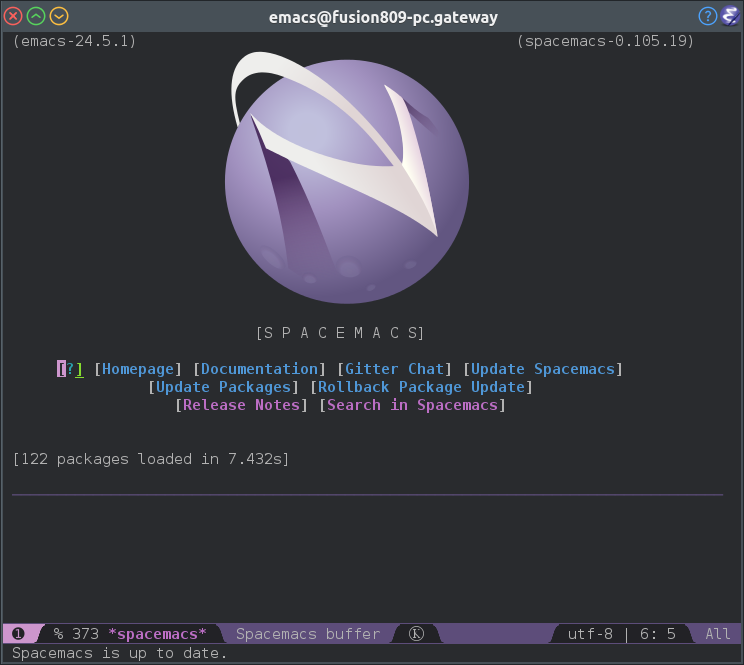 emacs@fusion809-pc.gateway
?
(emacs-24.5.1) (spacemacs-0.105.19)
[S P A C E M A C S]
[?] [Homepage] [Documentation] [Gitter Chat] [Update Spacemacs]
[Update Packages] [Rollback Package Update]
[Release Notes] [Search in Spacemacs]
[122 packages loaded in 7.432s]
❶ % 373 *spacemacs* Spacemacs buffer Ⓚ utf-8 | 6: 5 All
Spacemacs is up to date.